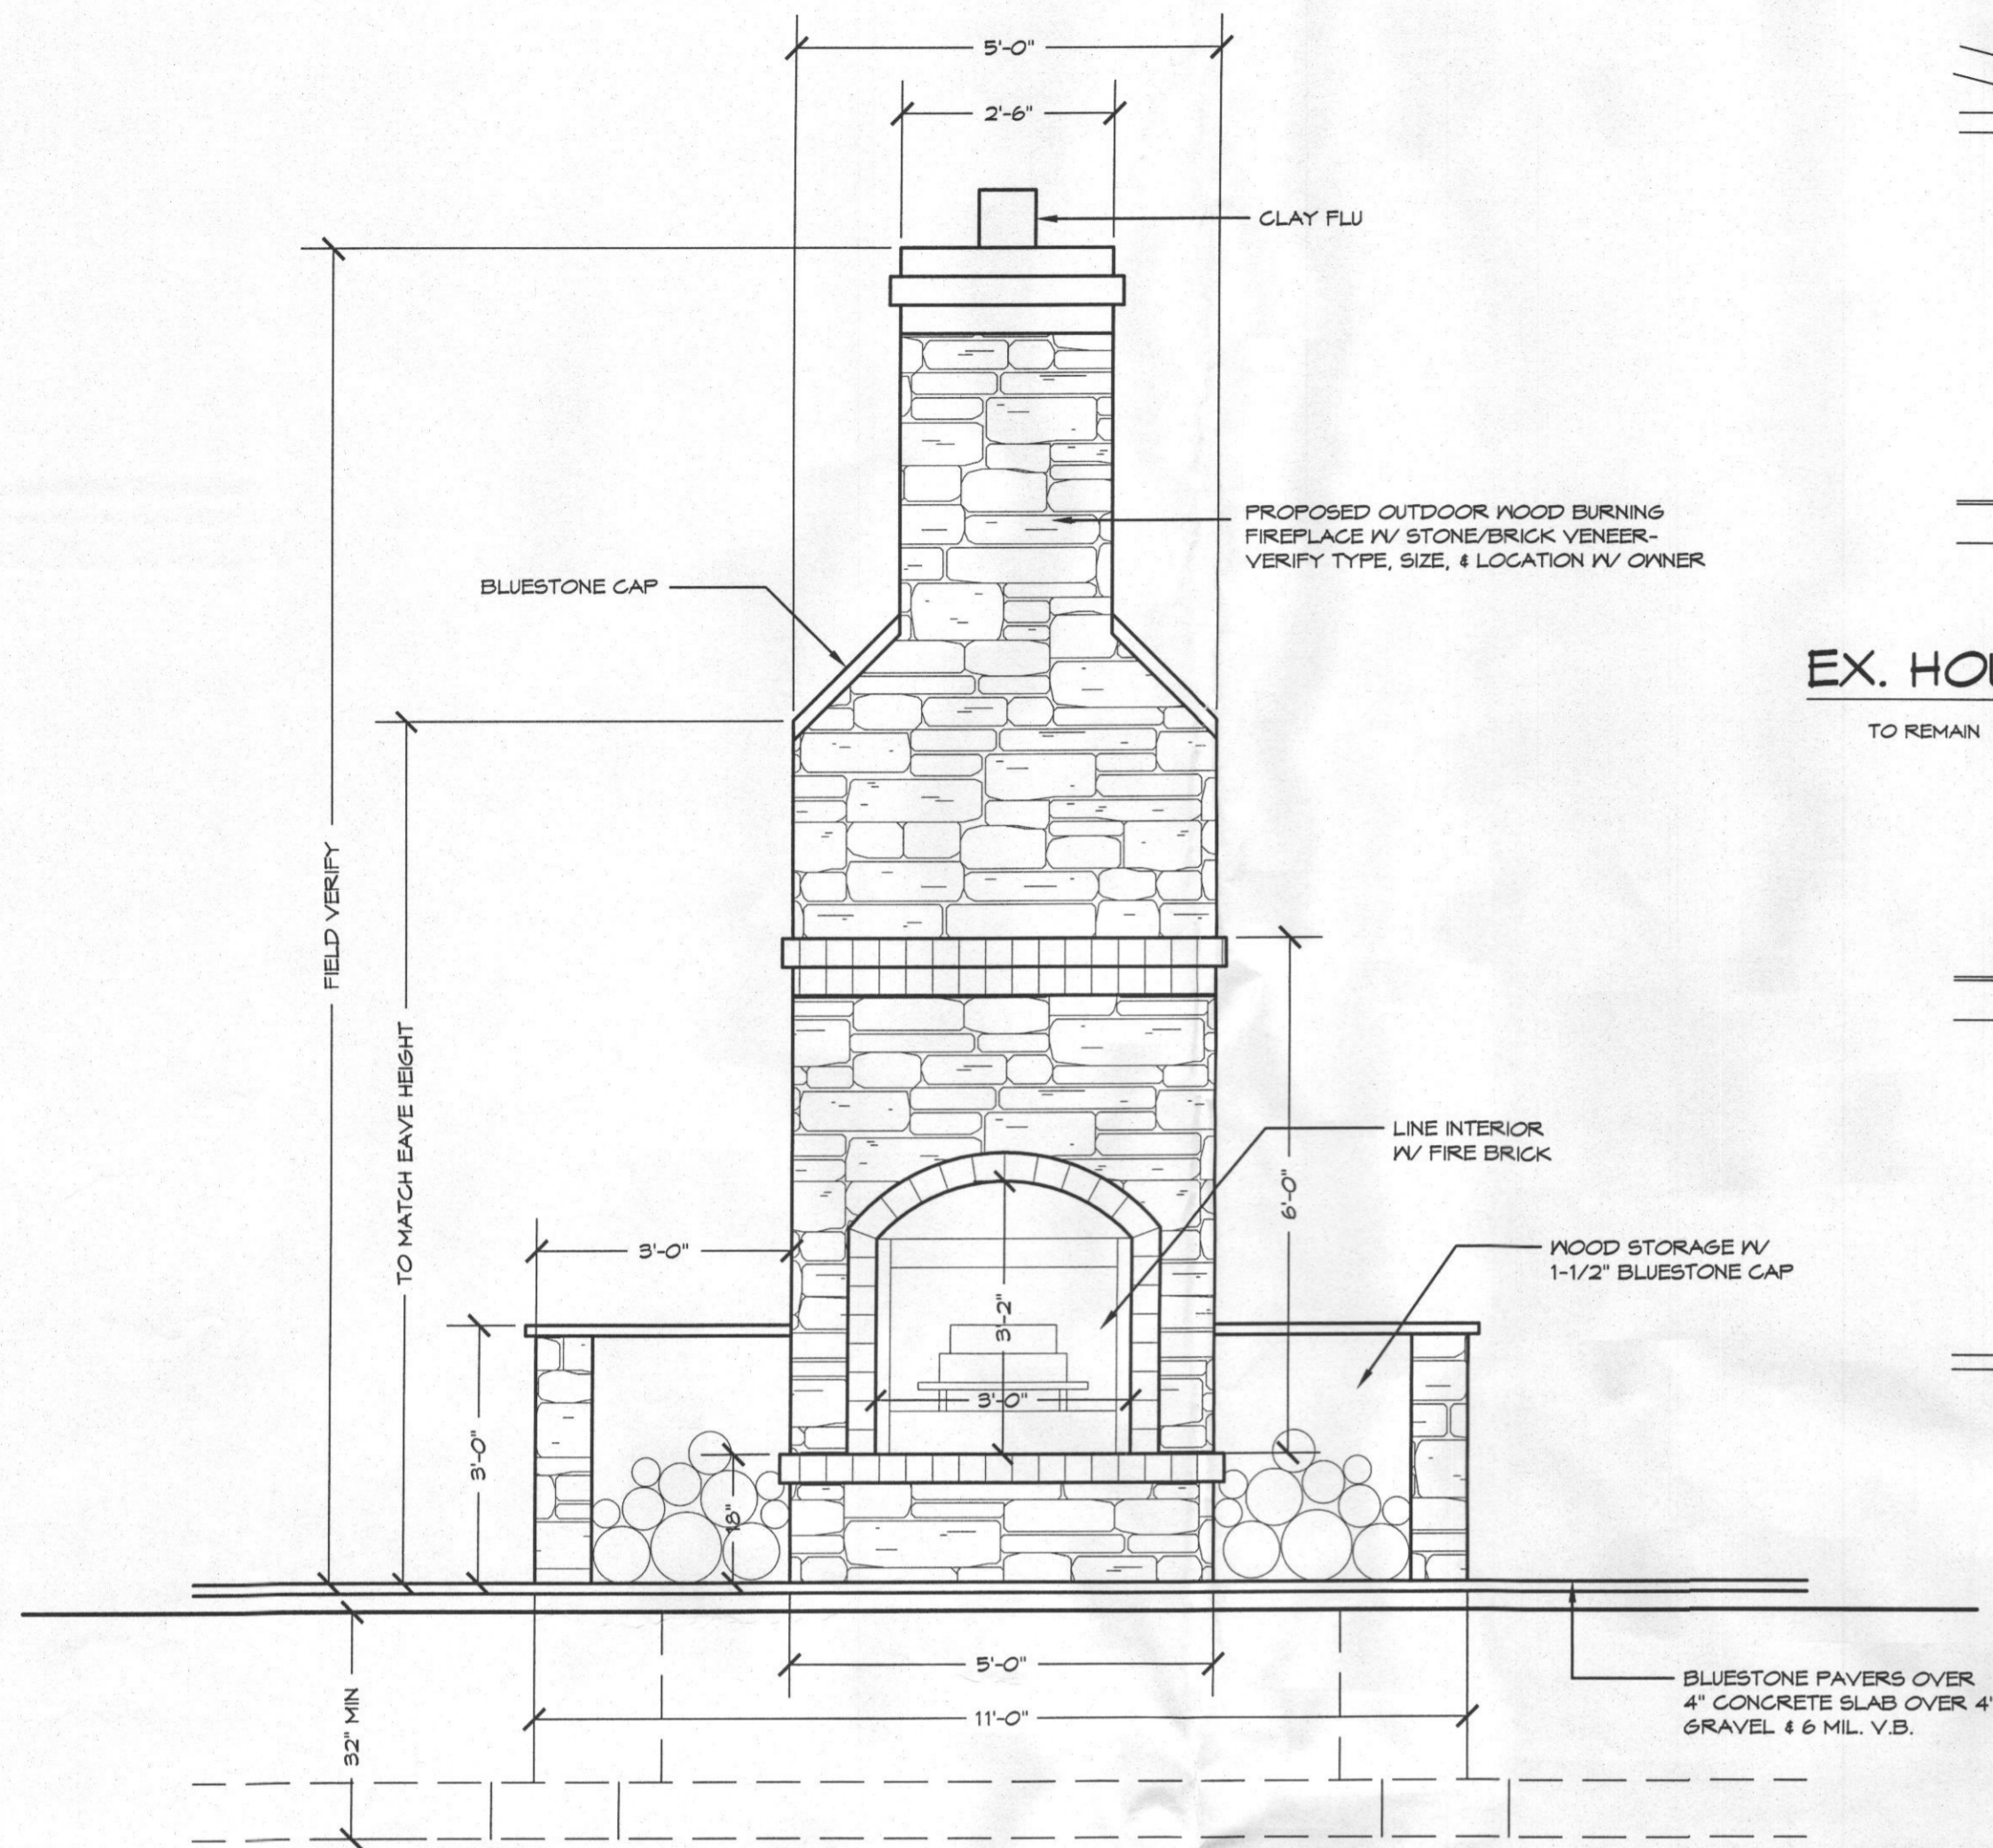 5'-0"
2'-6"
CLAY FLU
PROPOSED OUTDOOR WOOD BURNING
FIREPLACE W/ STONE/BRICK VENEER-
VERIFY TYPE, SIZE, & LOCATION W/ OWNER
BLUESTONE CAP
EX.
TO REMAIN
FIELD VERIFY
TO MATCH EAVE HEIGHT
LINE INTERIOR
W/ FIRE BRICK
6'-0"
3'-0"
WOOD STORAGE W/
1-1/2" BLUESTONE CAP
3'-2"
3'-0"
3'-0"
18"
5'-0"
11'-0"
32" MIN
BLUESTONE PAVERS OVER
4" CONCRETE SLAB OVER 4"
GRAVEL & 6 MIL. V.B.